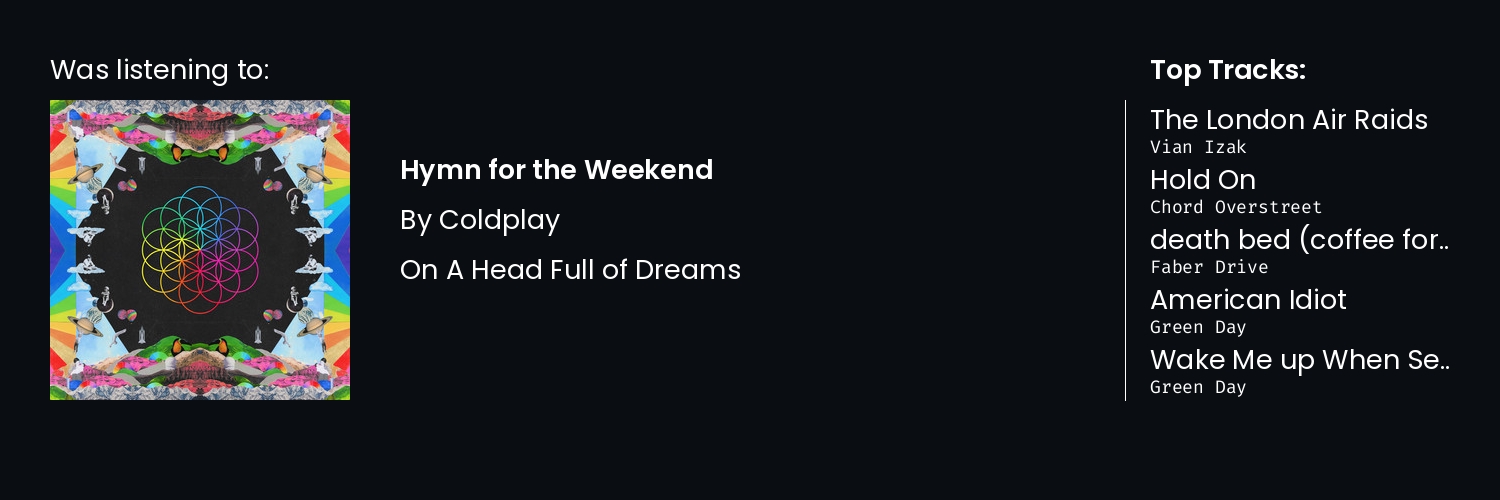 Was listening to:
Hymn for the Weekend
By Coldplay
On A Head Full of Dreams
Top Tracks:
The London Air Raids
Vian Izak
Hold On
Chord Overstreet
death bed (coffee for..
Faber Drive
American Idiot
Green Day
Wake Me up When Se..
Green Day